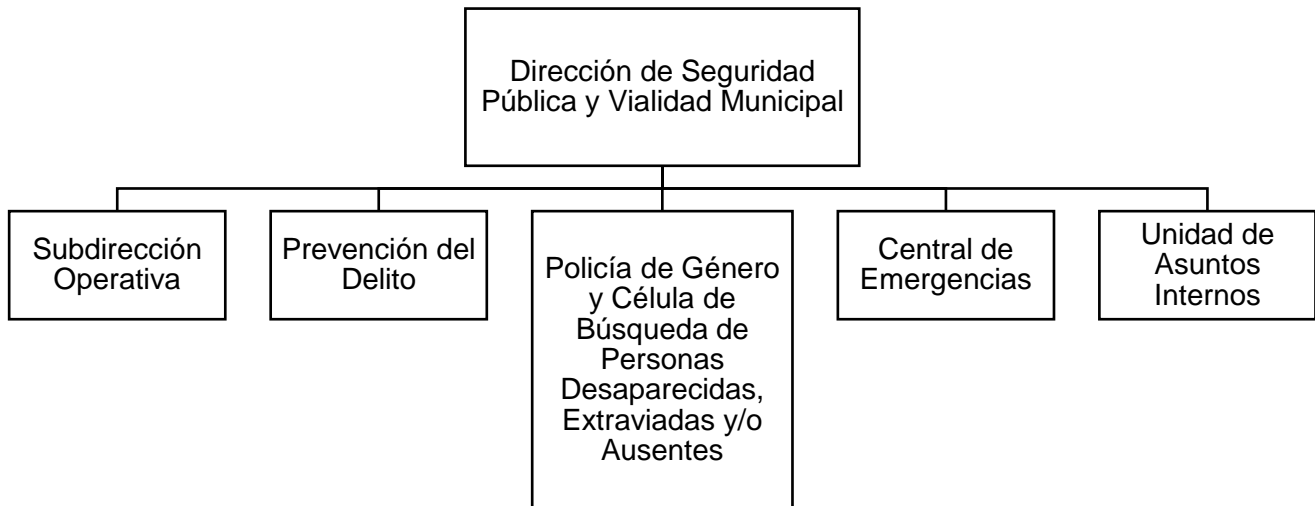 Dirección de Seguridad
Pública y Vialidad Municipal
Subdirección
Operativa
Prevención del
Delito
Policía de Género
y Célula de
Búsqueda de
Personas
Desaparecidas,
Extraviadas y/o
Ausentes
Central de
Emergencias
Unidad de
Asuntos
Internos